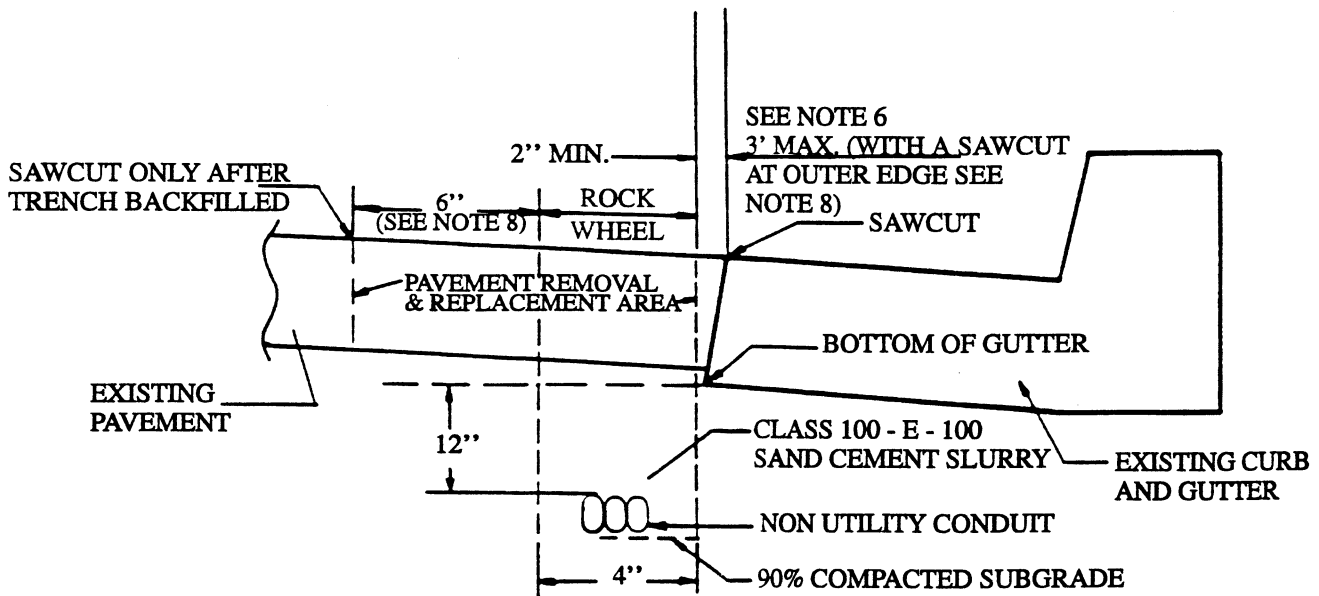 SEE NOTE 6
3' MAX. (WITH A SAWCUT
AT OUTER EDGE SEE
NOTE 8)
2'' MIN.
SAWCUT ONLY AFTER
TRENCH BACKFILLED
6''
(SEE NOTE 8)
ROCK
WHEEL
SAWCUT
PAVEMENT REMOVAL
& REPLACEMENT AREA
BOTTOM OF GUTTER
EXISTING
PAVEMENT
12''
CLASS 100 - E - 100
SAND CEMENT SLURRY
EXISTING CURB
AND GUTTER
NON UTILITY CONDUIT
4''
90% COMPACTED SUBGRADE